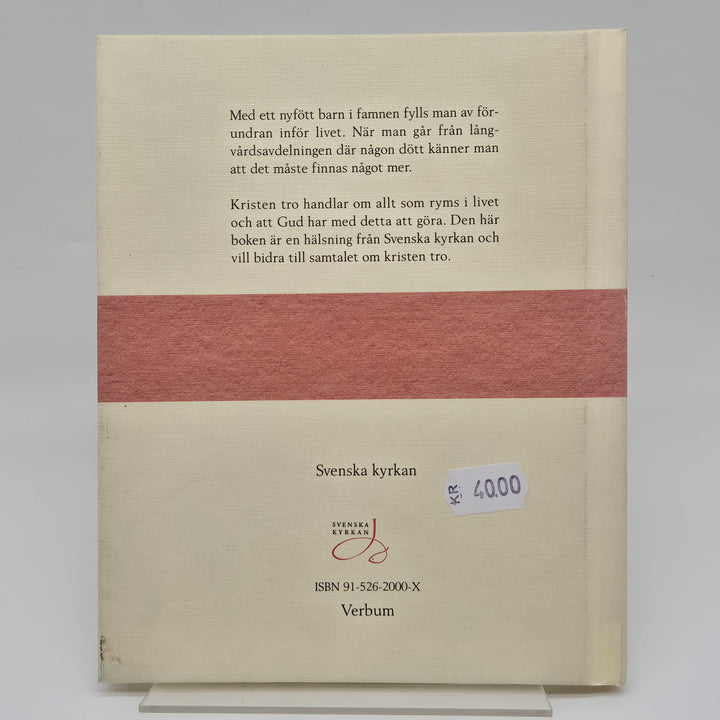 Med ett nyfött barn i famnen fylls man av för-
undran inför livet. När man går från lång-
vårdsavdelningen där någon dött känner man
att det måste finnas något mer.
Kristen tro handlar om allt som ryms i livet
och att Gud har med detta att göra. Den här
boken är en hälsning från Svenska kyrkan och
vill bidra till samtalet om kristen tro.
Svenska kyrkan
KR 40.00
SVENSKA
KYRKAN
ISBN 91-526-2000-X
Verbum